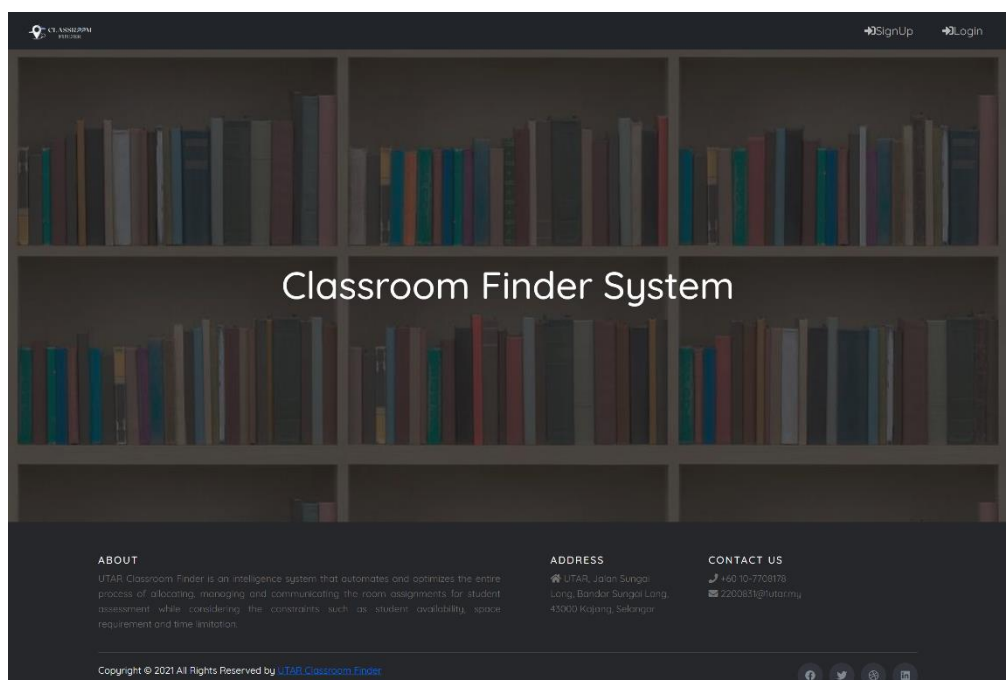 CLASSROOM
FINDER
SignUp
Login
Classroom Finder System
ABOUT
UTAR Classroom Finder is an intelligence system that automates and optimizes the entire
process of allocating, managing and communicating the room assignments for student
assessment while considering the constraints such as student availability, space
requirement and time limitation.
ADDRESS
UTAR, Jalan Sungai
Long, Bandar Sungai Long,
43000 Kajang, Selangor
CONTACT US
+60 10-7708178
2200831@1utar.my
Copyright © 2021 All Rights Reserved by UTAR Classroom Finder